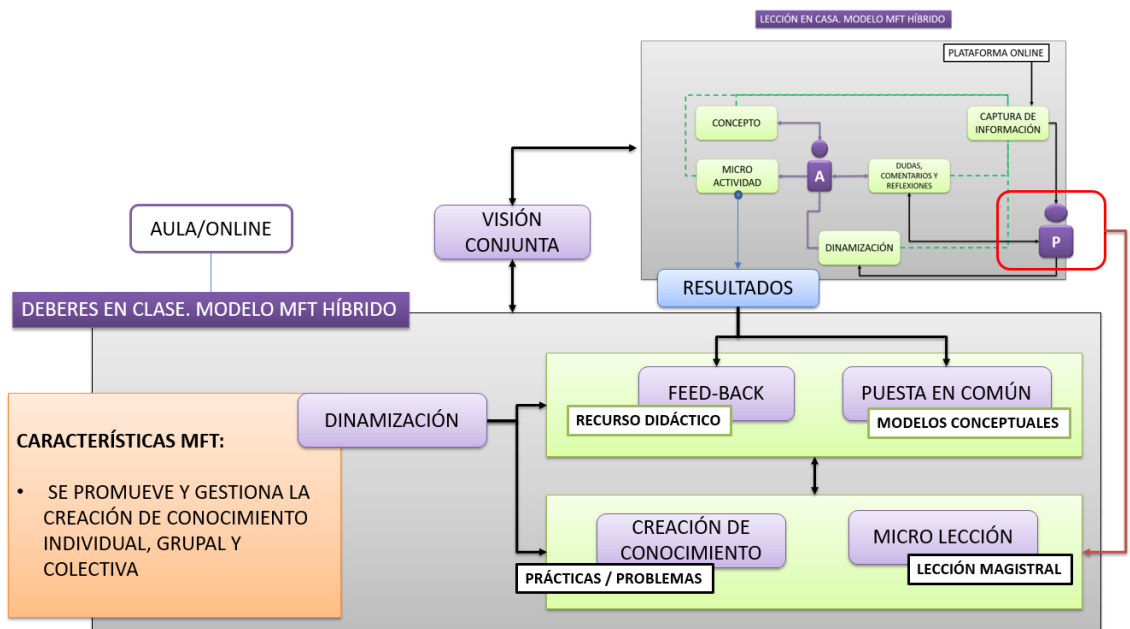 LECCIÓN EN CASA. MODELO MFT HÍBRIDO
PLATAFORMA ONLINE
CONCEPTO
CAPTURA DE
INFORMACIÓN
MICRO
ACTIVIDAD
A
DUDAS,
COMENTARIOS Y
REFLEXIONES
P
DINAMIZACIÓN
VISIÓN
CONJUNTA
AULA/ONLINE
RESULTADOS
DEBERES EN CLASE. MODELO MFT HÍBRIDO
FEED-BACK
RECURSO DIDÁCTICO
PUESTA EN COMÚN
MODELOS CONCEPTUALES
DINAMIZACIÓN
CARACTERÍSTICAS MFT:
• SE PROMUEVE Y GESTIONA LA
CREACIÓN DE CONOCIMIENTO
INDIVIDUAL, GRUPAL Y
COLECTIVA
CREACIÓN DE
CONOCIMIENTO
PRÁCTICAS / PROBLEMAS
MICRO LECCIÓN
LECCIÓN MAGISTRAL